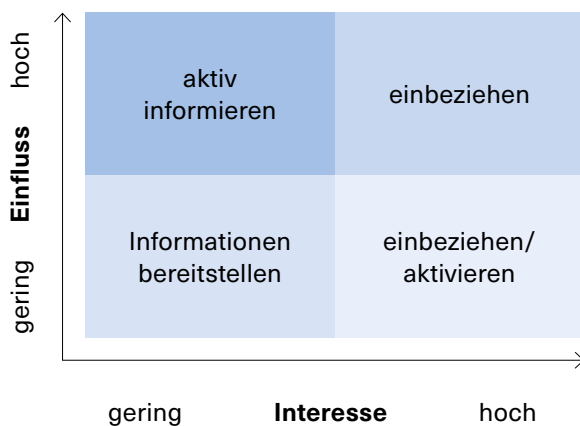 hoch
Einfluss
gering
aktiv
informieren
einbeziehen
Informationen
bereitstellen
einbeziehen/
aktivieren
gering
Interesse
hoch